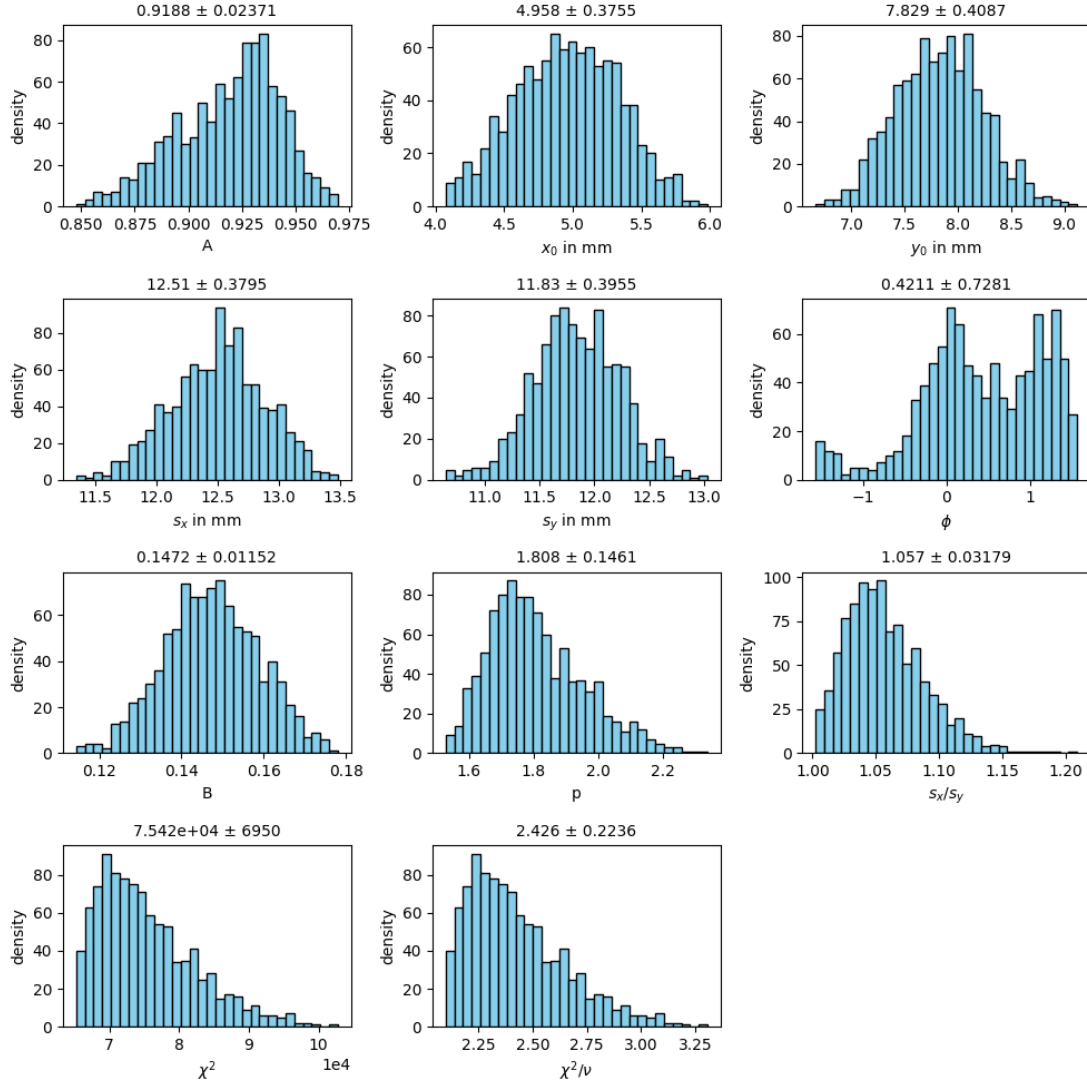 0.9188 ± 0.02371
density
80
60
40
20
0
0.850 0.875 0.900 0.925 0.950 0.975
A
4.958 ± 0.3755
density
60
40
20
0
4.0 4.5 5.0 5.5 6.0
x₀ in mm
7.829 ± 0.4087
density
80
60
40
20
0
7.0 7.5 8.0 8.5 9.0
y₀ in mm
12.51 ± 0.3795
density
80
60
40
20
0
11.5 12.0 12.5 13.0 13.5
sₓ in mm
11.83 ± 0.3955
density
80
60
40
20
0
11.0 11.5 12.0 12.5 13.0
s_y in mm
0.4211 ± 0.7281
density
60
40
20
0
−1 0 1
ϕ
0.1472 ± 0.01152
density
60
40
20
0
0.12 0.14 0.16 0.18
B
1.808 ± 0.1461
density
80
60
40
20
0
1.6 1.8 2.0 2.2
p
1.057 ± 0.03179
density
100
75
50
25
0
1.00 1.05 1.10 1.15 1.20
sₓ/s_y
7.542e+04 ± 6950
density
80
60
40
20
0
7 8 9 10
1e4
χ²
2.426 ± 0.2236
density
80
60
40
20
0
2.25 2.50 2.75 3.00 3.25
χ²/ν